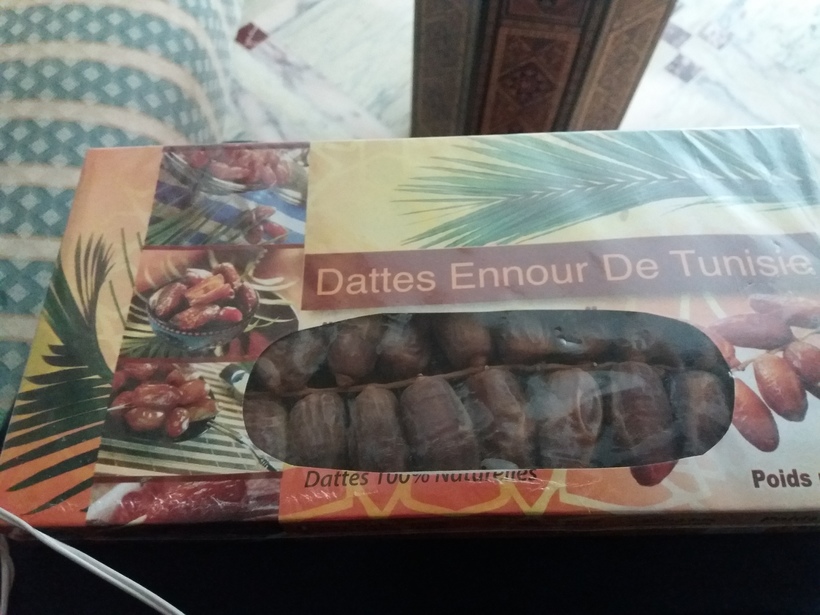 Dattes Ennour De Tunisie
Dattes 100% Naturelles
Poids